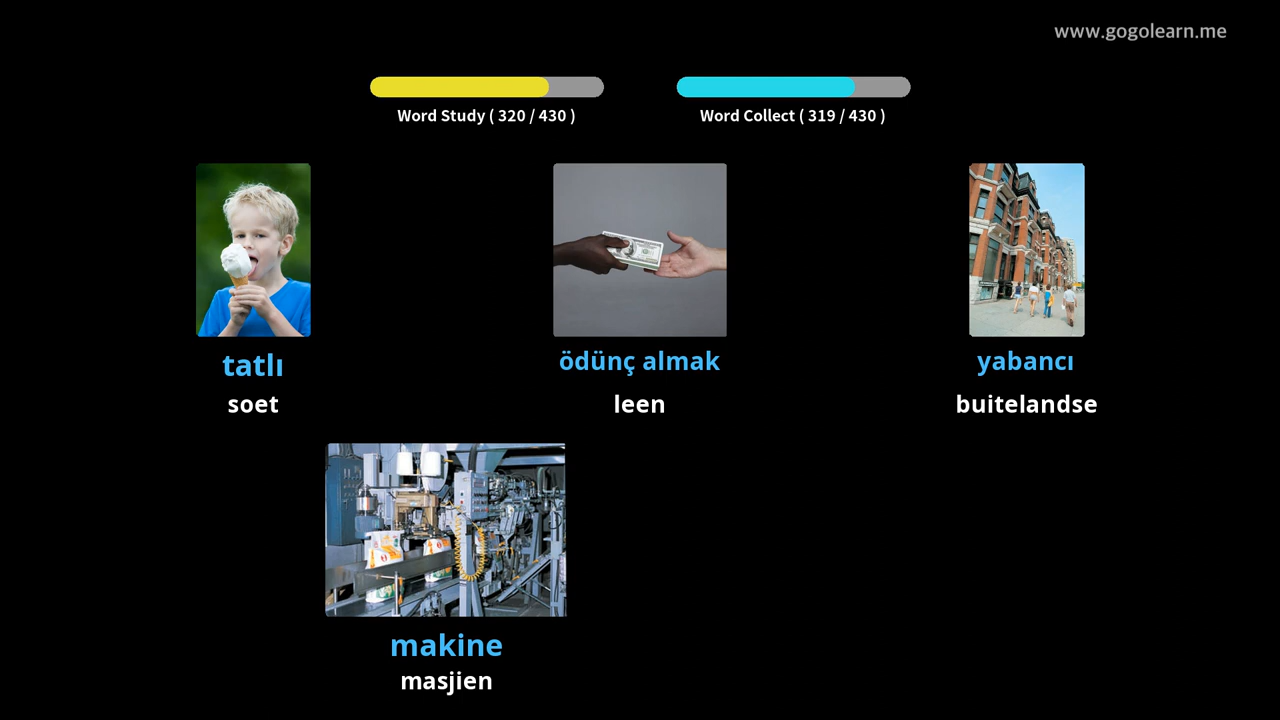 www.gogolearn.me
Word Study ( 320 / 430 )
Word Collect ( 319 / 430 )
tatlı
soet
ödünç almak
leen
yabancı
buitelandse
makine
masjien